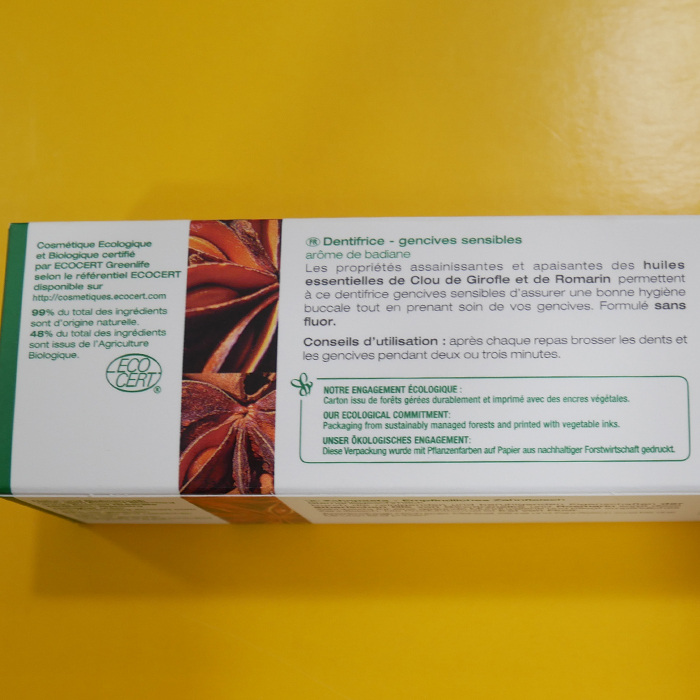 Cosmétique Ecologique
et Biologique certifié
par ECOCERT Greenlife
selon le référentiel ECOCERT
disponible sur
http://cosmetiques.ecocert.com
99% du total des ingrédients
sont d'origine naturelle.
48% du total des ingrédients
sont issus de l'Agriculture
Biologique.
ECO
CERT
®
FR Dentifrice - gencives sensibles
arôme de badiane
Les propriétés assainissantes et apaisantes des huiles
essentielles de Clou de Girofle et de Romarin permettent
à ce dentifrice gencives sensibles d'assurer une bonne hygiène
buccale tout en prenant soin de vos gencives. Formulé sans
fluor.
Conseils d'utilisation : après chaque repas brosser les dents et
les gencives pendant deux ou trois minutes.
NOTRE ENGAGEMENT ÉCOLOGIQUE :
Carton issu de forêts gérées durablement et imprimé avec des encres végétales.
OUR ECOLOGICAL COMMITMENT:
Packaging from sustainably managed forests and printed with vegetable inks.
UNSER ÖKOLOGISCHES ENGAGEMENT:
Diese Verpackung wurde mit Pflanzenfarben auf Papier aus nachhaltiger Forstwirtschaft gedruckt.